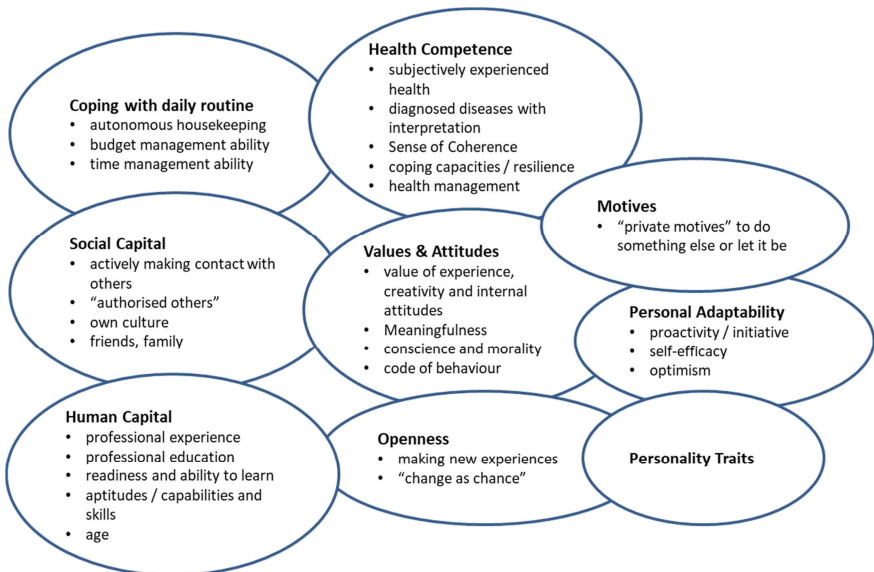 Coping with daily routine
• autonomous housekeeping
• budget management ability
• time management ability
Health Competence
• subjectively experienced
health
• diagnosed diseases with
interpretation
• Sense of Coherence
• coping capacities / resilience
• health management
Motives
• “private motives” to do
something else or let it be
Social Capital
• actively making contact with
others
• “authorised others”
• own culture
• friends, family
Values & Attitudes
• value of experience,
creativity and internal
attitudes
• Meaningfulness
• conscience and morality
• code of behaviour
Personal Adaptability
• proactivity / initiative
• self-efficacy
• optimism
Human Capital
• professional experience
• professional education
• readiness and ability to learn
• aptitudes / capabilities and
skills
• age
Openness
• making new experiences
• “change as chance”
Personality Traits